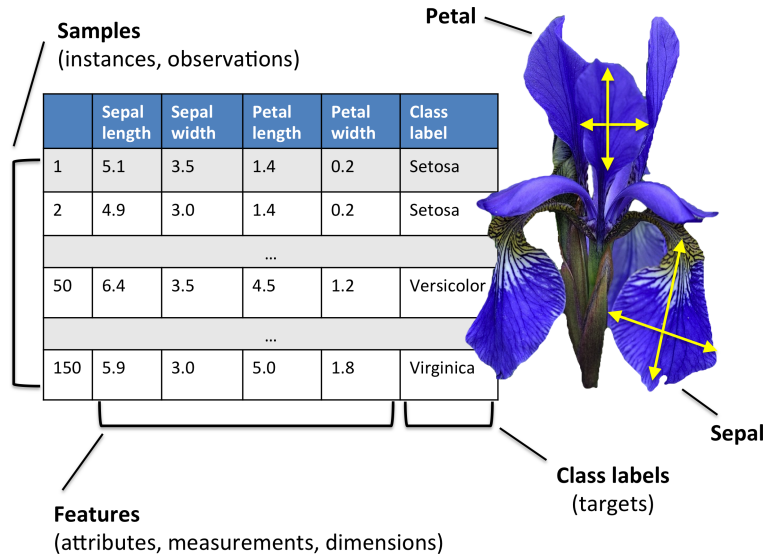 Samples
(instances, observations)
Petal
Sepal length Sepal width Petal length Petal width Class label
1 5.1 3.5 1.4 0.2 Setosa
2 4.9 3.0 1.4 0.2 Setosa
...
50 6.4 3.5 4.5 1.2 Versicolor
...
150 5.9 3.0 5.0 1.8 Virginica
Sepal
Class labels
(targets)
Features
(attributes, measurements, dimensions)